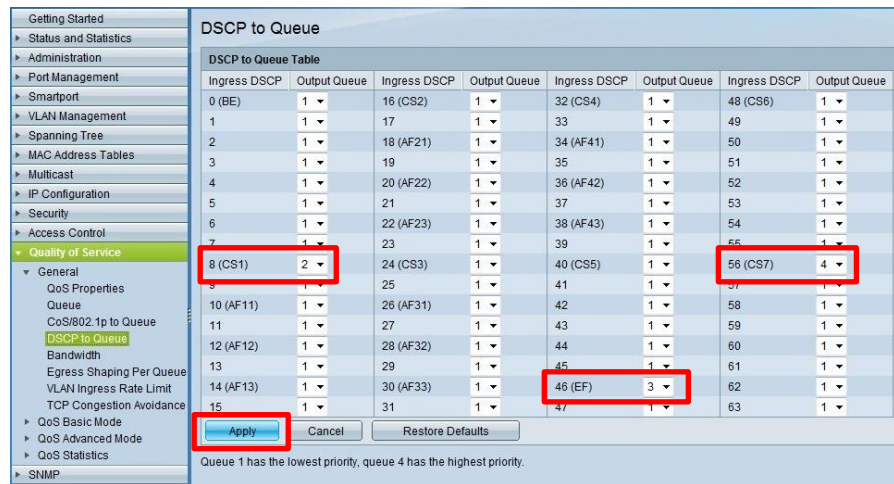 Getting Started
Status and Statistics
Administration
Port Management
Smartport
VLAN Management
Spanning Tree
MAC Address Tables
Multicast
IP Configuration
Security
Access Control
Quality of Service
General
QoS Properties
Queue
CoS/802.1p to Queue
DSCP to Queue
Bandwidth
Egress Shaping Per Queue
VLAN Ingress Rate Limit
TCP Congestion Avoidance
QoS Basic Mode
QoS Advanced Mode
QoS Statistics
SNMP
DSCP to Queue
DSCP to Queue Table
Ingress DSCP Output Queue Ingress DSCP Output Queue Ingress DSCP Output Queue Ingress DSCP Output Queue
0 (BE) 1 16 (CS2) 1 32 (CS4) 1 48 (CS6) 1
1 1 17 1 33 1 49 1
2 1 18 (AF21) 1 34 (AF41) 1 50 1
3 1 19 1 35 1 51 1
4 1 20 (AF22) 1 36 (AF42) 1 52 1
5 1 21 1 37 1 53 1
6 1 22 (AF23) 1 38 (AF43) 1 54 1
7 1 23 1 39 1 55 1
8 (CS1) 2 24 (CS3) 1 40 (CS5) 1 56 (CS7) 4
9 1 25 1 41 1 57 1
10 (AF11) 1 26 (AF31) 1 42 1 58 1
11 1 27 1 43 1 59 1
12 (AF12) 1 28 (AF32) 1 44 1 60 1
13 1 29 1 45 1 61 1
14 (AF13) 1 30 (AF33) 1 46 (EF) 3 62 1
15 1 31 1 47 1 63 1
Apply Cancel Restore Defaults
Queue 1 has the lowest priority, queue 4 has the highest priority.